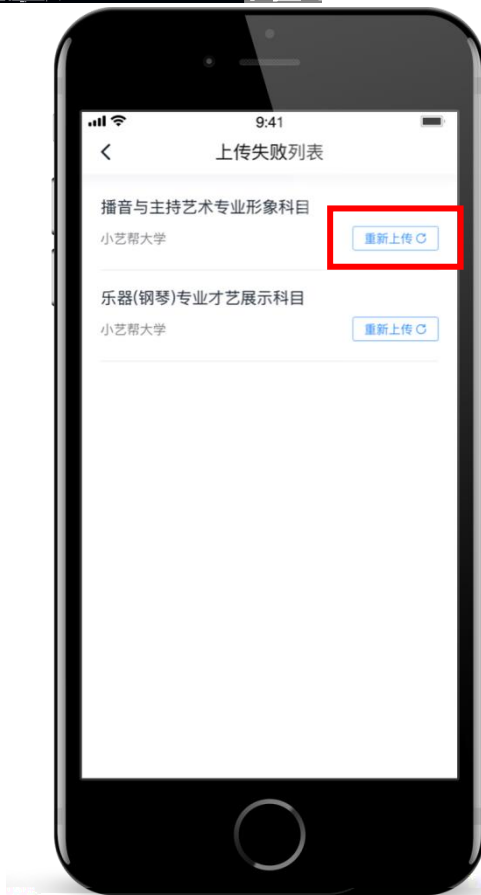 9:41
上传失败列表
播音与主持艺术专业形象科目
小艺帮大学
重新上传
乐器(钢琴)专业才艺展示科目
小艺帮大学
重新上传